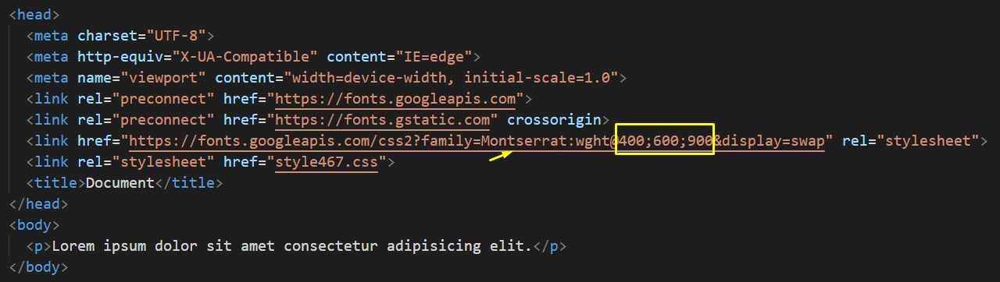 <head>
<meta charset="UTF-8">
<meta http-equiv="X-UA-Compatible" content="IE=edge">
<meta name="viewport" content="width=device-width, initial-scale=1.0">
<link rel="preconnect" href="https://fonts.googleapis.com">
<link rel="preconnect" href="https://fonts.gstatic.com" crossorigin>
<link href="https://fonts.googleapis.com/css2?family=Montserrat:wght@400;600;900&display=swap" rel="stylesheet">
<link rel="stylesheet" href="style467.css">
<title>Document</title>
</head>
<body>
<p>Lorem ipsum dolor sit amet consectetur adipisicing elit.</p>
</body>